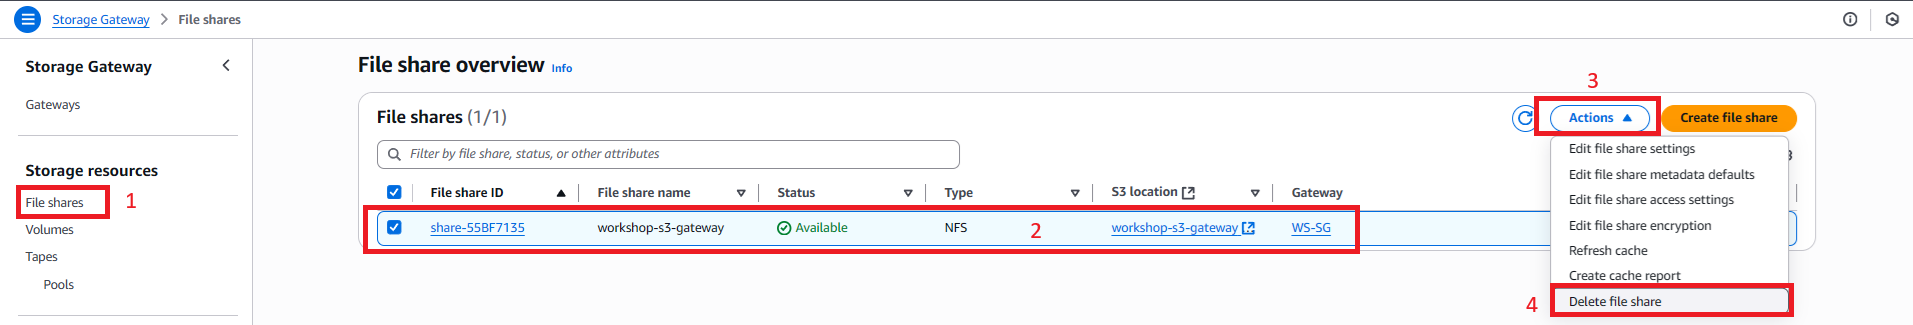 Storage Gateway > File shares
Storage Gateway
Gateways
Storage resources
File shares 1
Volumes
Tapes
Pools
File share overview Info
3
File shares (1/1)
Actions
Create file share
Filter by file share, status, or other attributes
File share ID
File share name
Status
Type
S3 location
Gateway
share-55BF7135
workshop-s3-gateway
Available
NFS
2
workshop-s3-gateway
WS-SG
Edit file share settings
Edit file share metadata defaults
Edit file share access settings
Edit file share encryption
Refresh cache
Create cache report
4 Delete file share